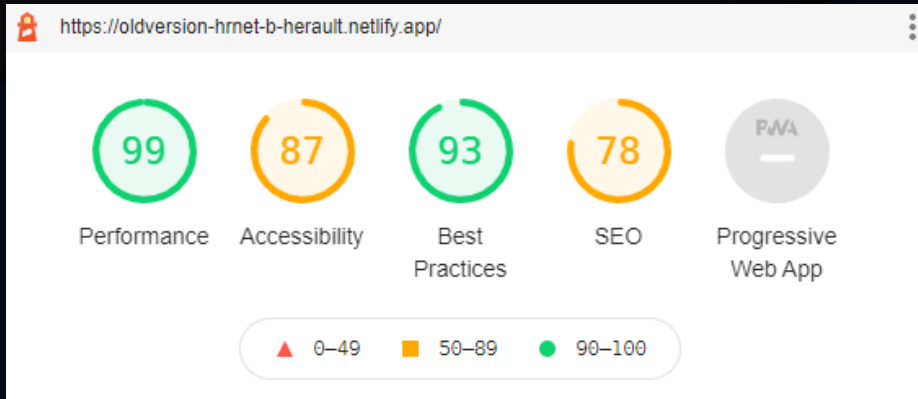 https://oldversion-hrnet-b-herault.netlify.app/
99 87 93 78 PWA
Performance Accessibility Best Practices SEO Progressive Web App
0–49 50–89 90–100